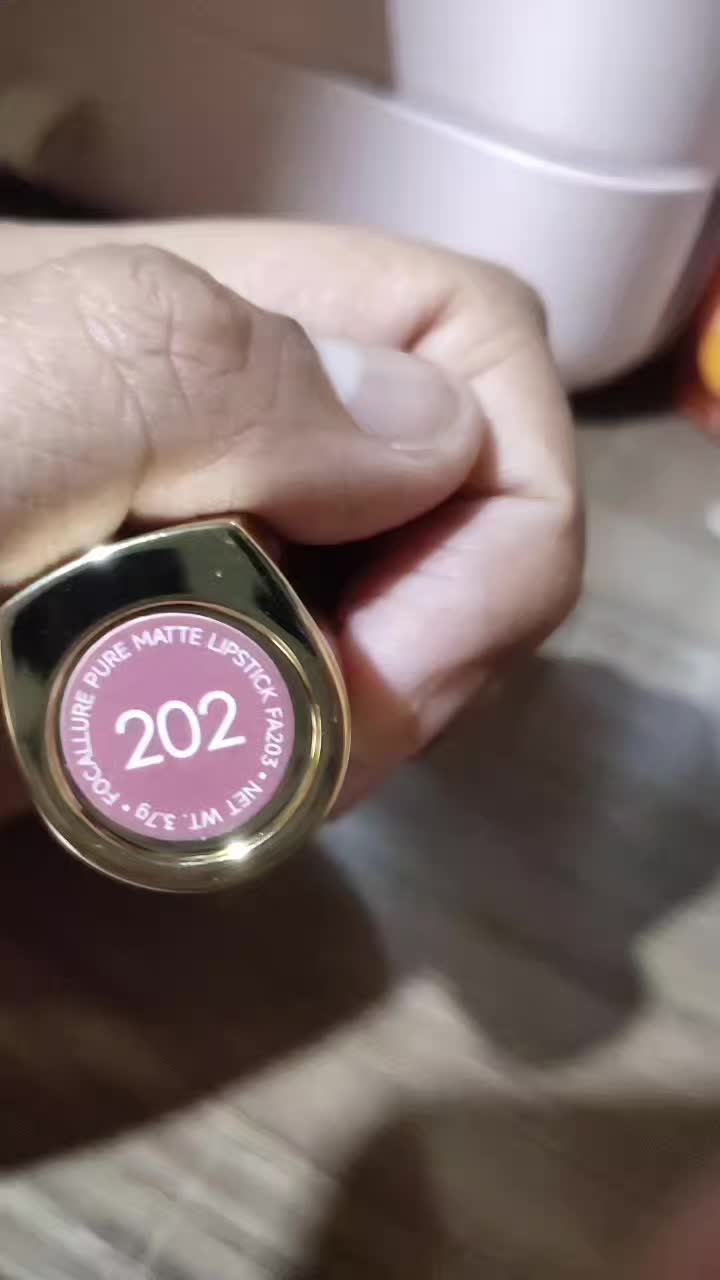 FOCALLURE PURE MATTE LIPSTICK FA203 • NET WT. 3.7g •
202